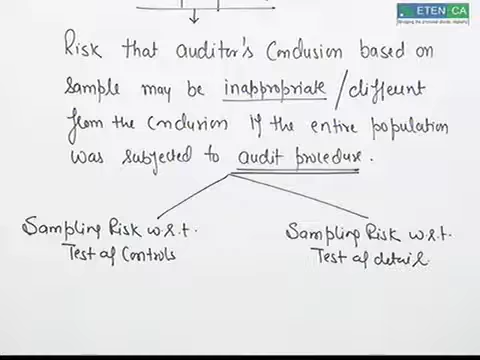 ETEN CA
Risk that auditor's Conclusion based on
Sample may be inappropriate / different
from the Conclusion If the entire population
was subjected to audit procedure.
Sampling Risk w.r.t.
Test of Controls
Sampling Risk w.r.t.
Test of detail.